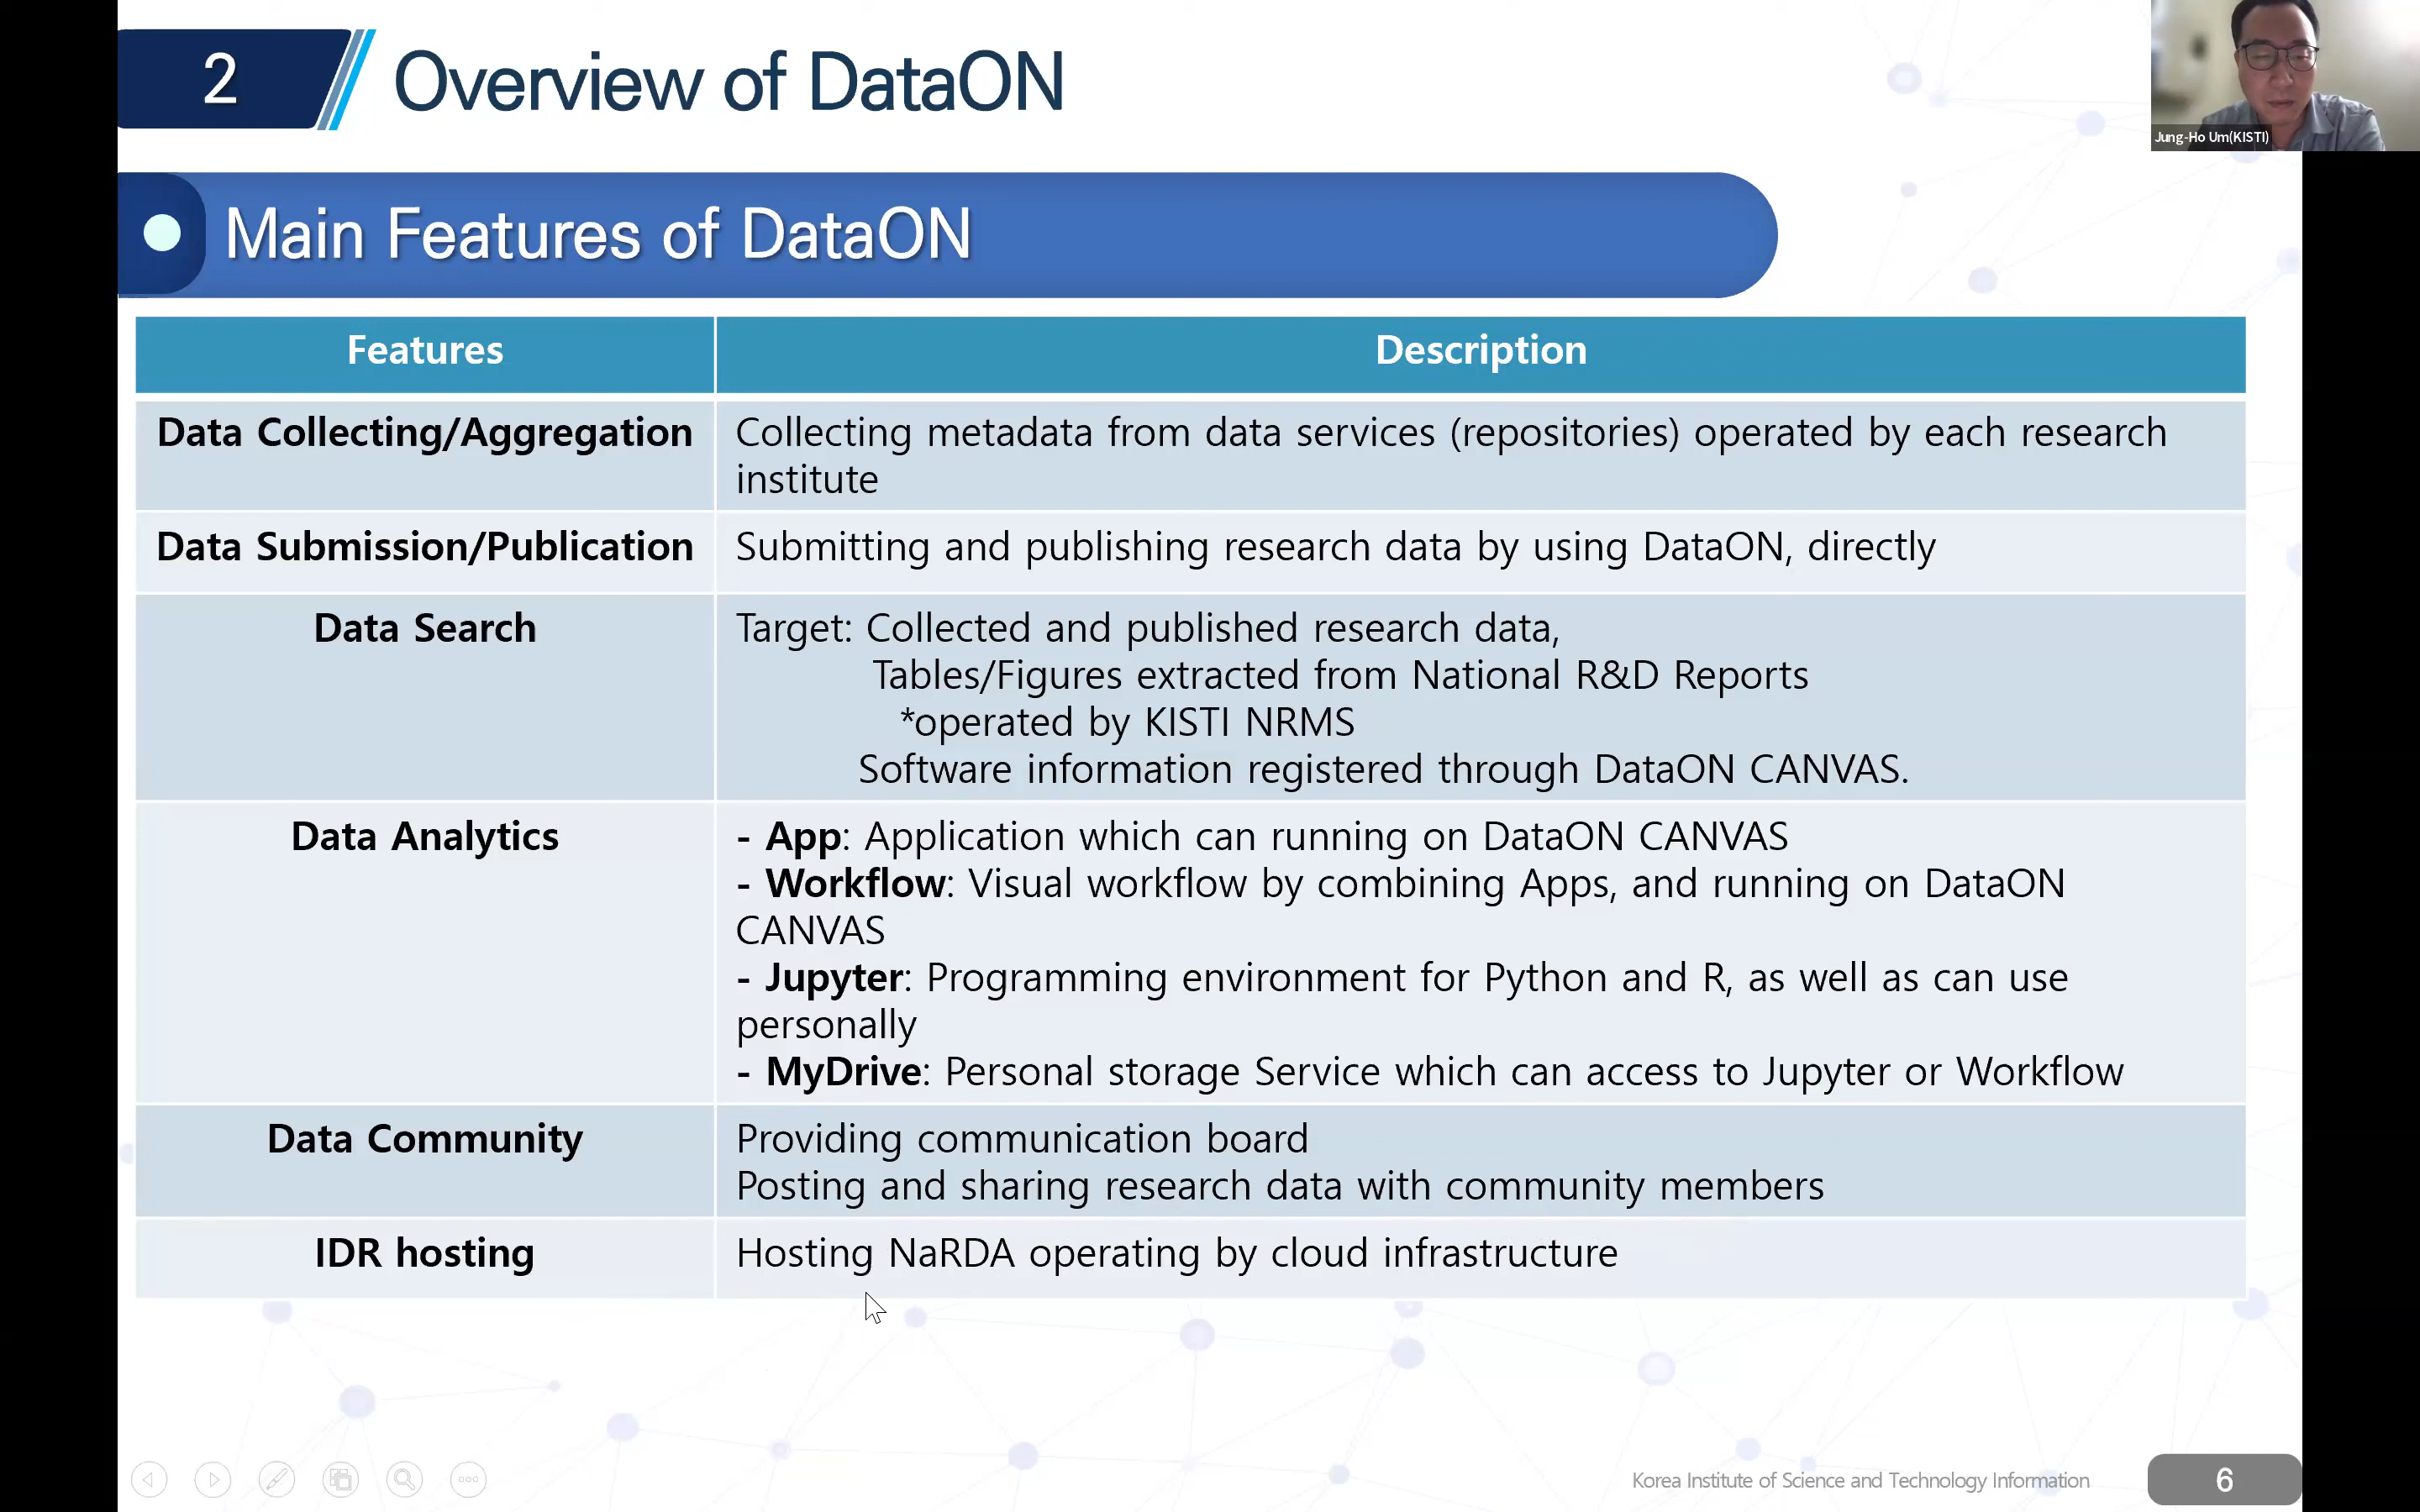 2
Overview of DataON
Jung-Ho Um(KISTI)
Main Features of DataON
Features
Description
Data Collecting/Aggregation
Collecting metadata from data services (repositories) operated by each research
institute
Data Submission/Publication
Submitting and publishing research data by using DataON, directly
Data Search
Target: Collected and published research data,
Tables/Figures extracted from National R&D Reports
*operated by KISTI NRMS
Software information registered through DataON CANVAS.
Data Analytics
- App: Application which can running on DataON CANVAS
- Workflow: Visual workflow by combining Apps, and running on DataON
CANVAS
- Jupyter: Programming environment for Python and R, as well as can use
personally
- MyDrive: Personal storage Service which can access to Jupyter or Workflow
Data Community
Providing communication board
Posting and sharing research data with community members
IDR hosting
Hosting NaRDA operating by cloud infrastructure
Korea Institute of Science and Technology Information
6